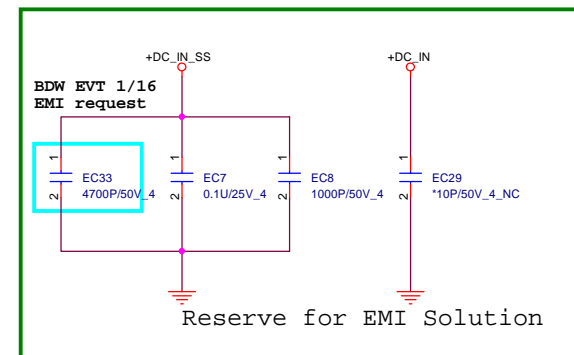 +DC_IN_SS
+DC_IN
BDW EVT 1/16
EMI request
1
1
1
1
EC33
EC7
EC8
EC29
4700P/50V_4
0.1U/25V_4
1000P/50V_4
*10P/50V_4_NC
2
2
2
2
Reserve for EMI Solution